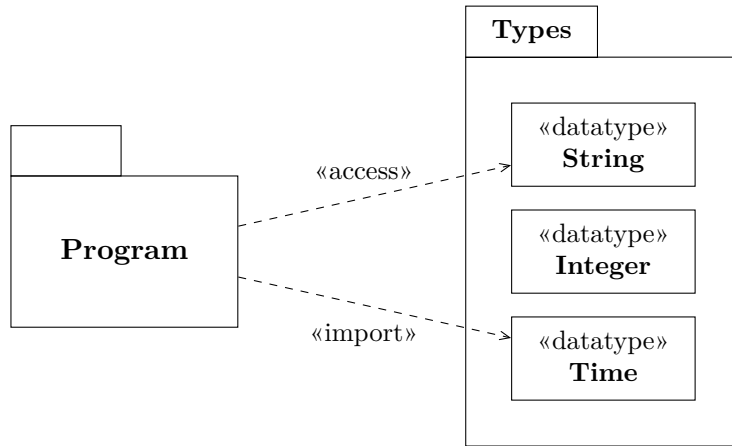 Types
«datatype»
String
«access»
«datatype»
Integer
Program
«import»
«datatype»
Time